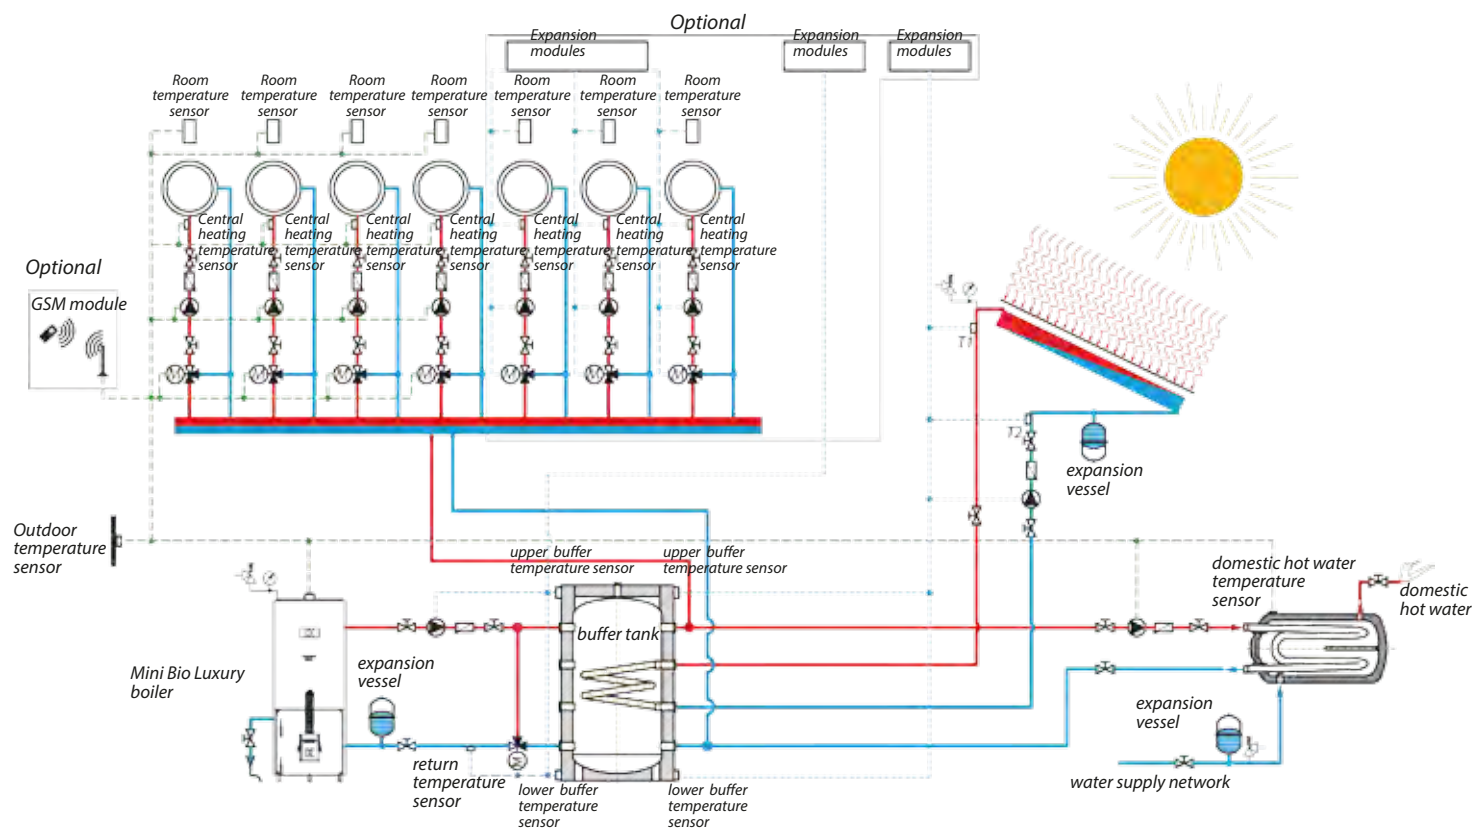 Optional
Expansion
modules
Expansion
modules
Expansion
modules
Room
temperature
sensor
Room
temperature
sensor
Room
temperature
sensor
Room
temperature
sensor
Room
temperature
sensor
Room
temperature
sensor
Room
temperature
sensor
Central
heating
temperature
sensor
Central
heating
temperature
sensor
Central
heating
temperature
sensor
Central
heating
temperature
sensor
Central
heating
temperature
sensor
Central
heating
temperature
sensor
Central
heating
temperature
sensor
Optional
GSM module
M
M
M
M
M
M
M
T1
T2
expansion
vessel
Outdoor
temperature
sensor
upper buffer
temperature sensor
upper buffer
temperature sensor
domestic hot water
temperature
sensor
domestic
hot water
buffer tank
Mini Bio Luxury
boiler
expansion
vessel
expansion
vessel
return
temperature
sensor
M
lower buffer
temperature
sensor
lower buffer
temperature
sensor
water supply network